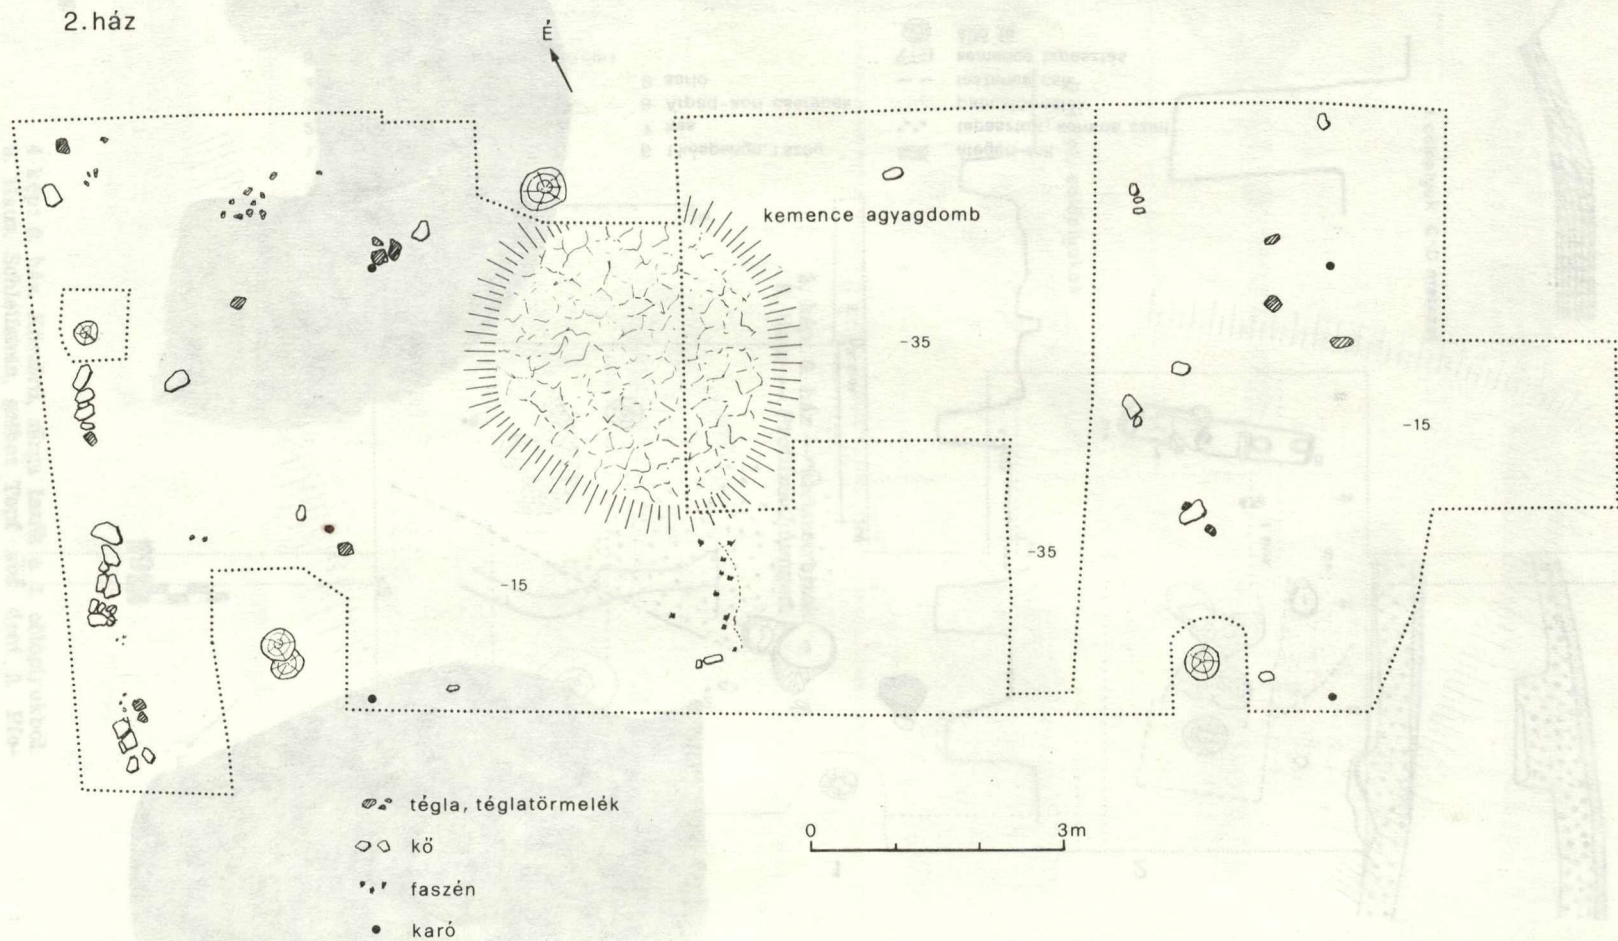 2.ház
É
kemence agyagdomb
-35
-15
-35
-15
tégla, téglatörmelék
kő
faszén
karó
0 3m